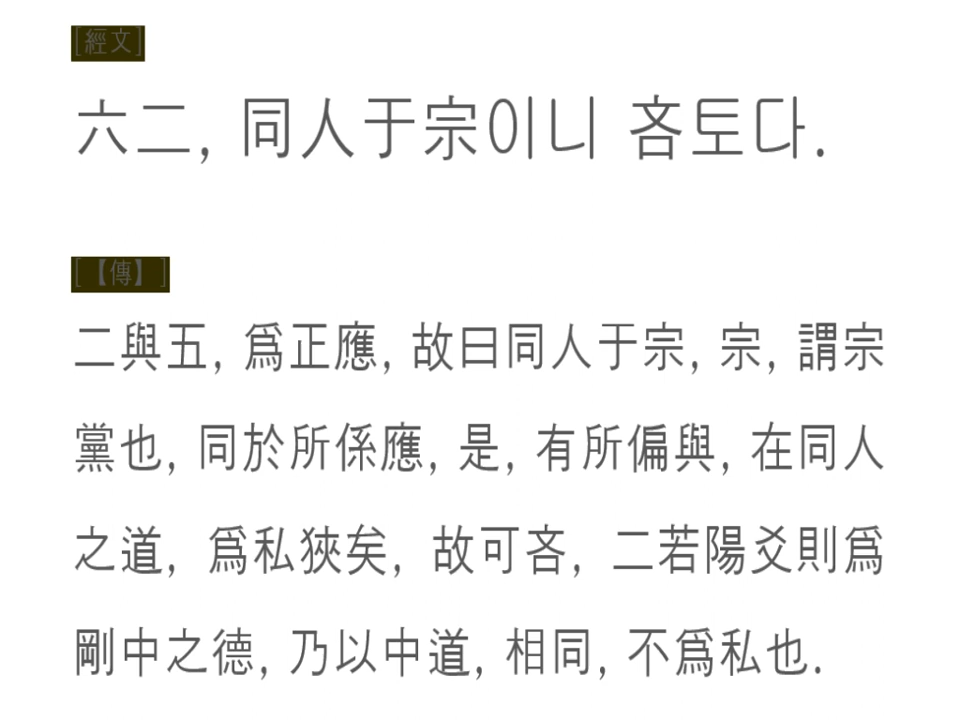 [經文]
六二, 同人于宗이니 吝토다.
[【傳】]
二與五, 爲正應, 故曰同人于宗, 宗, 謂宗
黨也, 同於所係應, 是, 有所偏與, 在同人
之道, 爲私狹矣, 故可吝, 二若陽爻則爲
剛中之德, 乃以中道, 相同, 不爲私也.